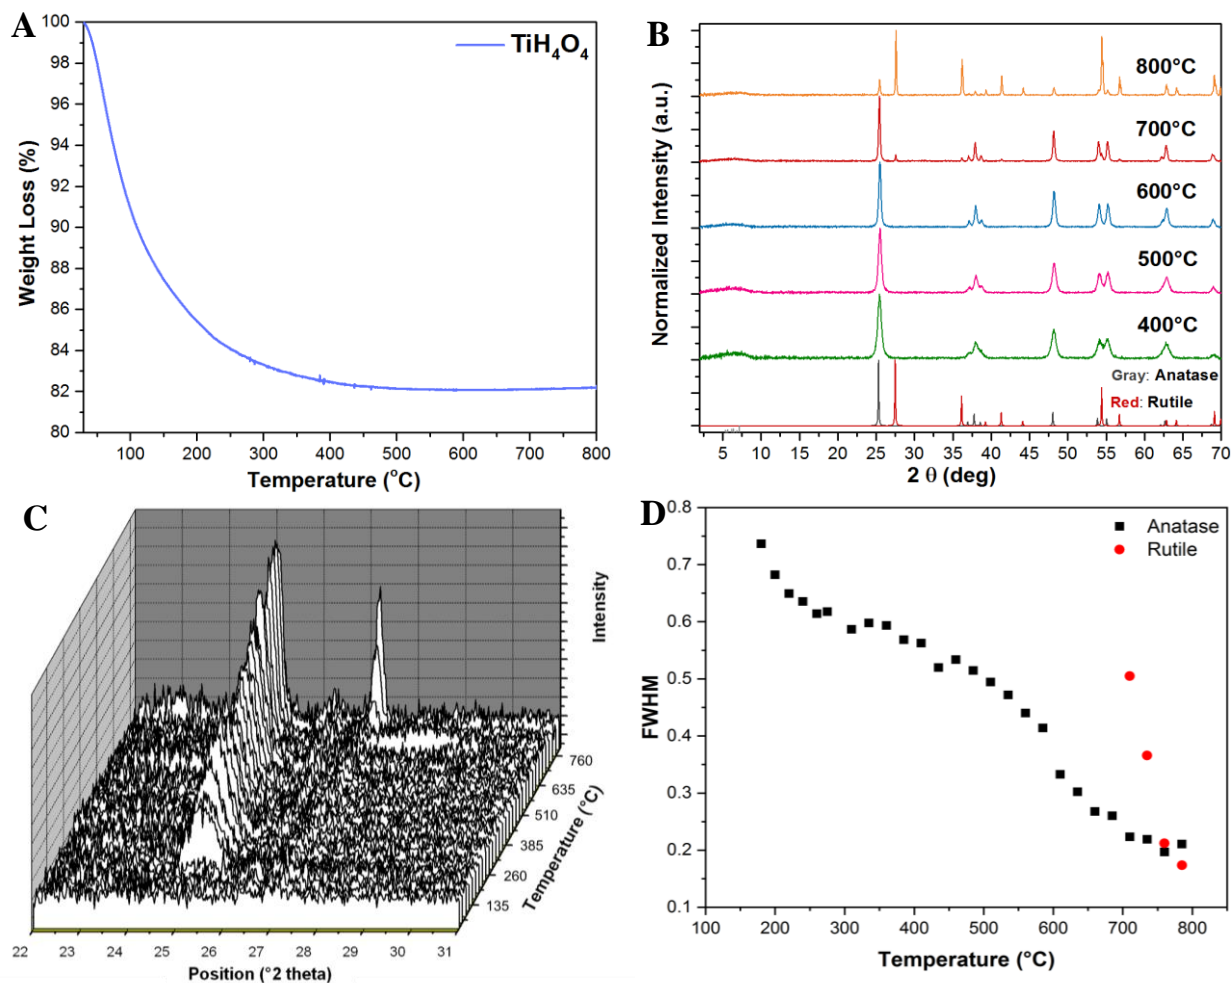 A
TiH₄O₄
100
98
96
94
92
90
88
86
84
82
80
Weight Loss (%)
100 200 300 400 500 600 700 800
Temperature (°C)
B
800°C
700°C
600°C
500°C
400°C
Gray: Anatase
Red: Rutile
Normalized Intensity (a.u.)
5 10 15 20 25 30 35 40 45 50 55 60 65 70
2 θ (deg)
C
Intensity
760
635
510
385
260
135
Temperature (°C)
22 23 24 25 26 27 28 29 30 31
Position (°2 theta)
D
Anatase
Rutile
0.8
0.7
0.6
0.5
0.4
0.3
0.2
0.1
FWHM
100 200 300 400 500 600 700 800
Temperature (°C)